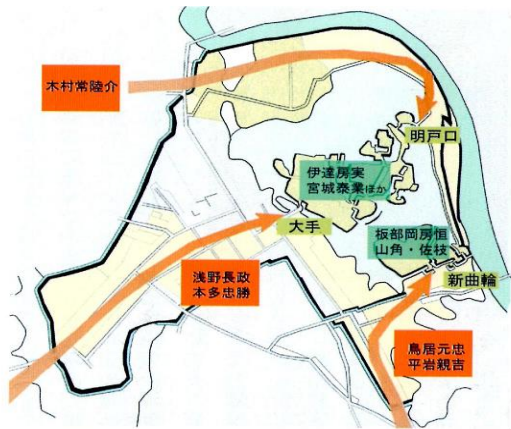 木村常陸介
明戸口
伊達房実
宮城泰業ほか
大手
板部岡房恒
山角・佐枝
浅野長政
本多忠勝
新曲輪
鳥居元忠
平岩親吉